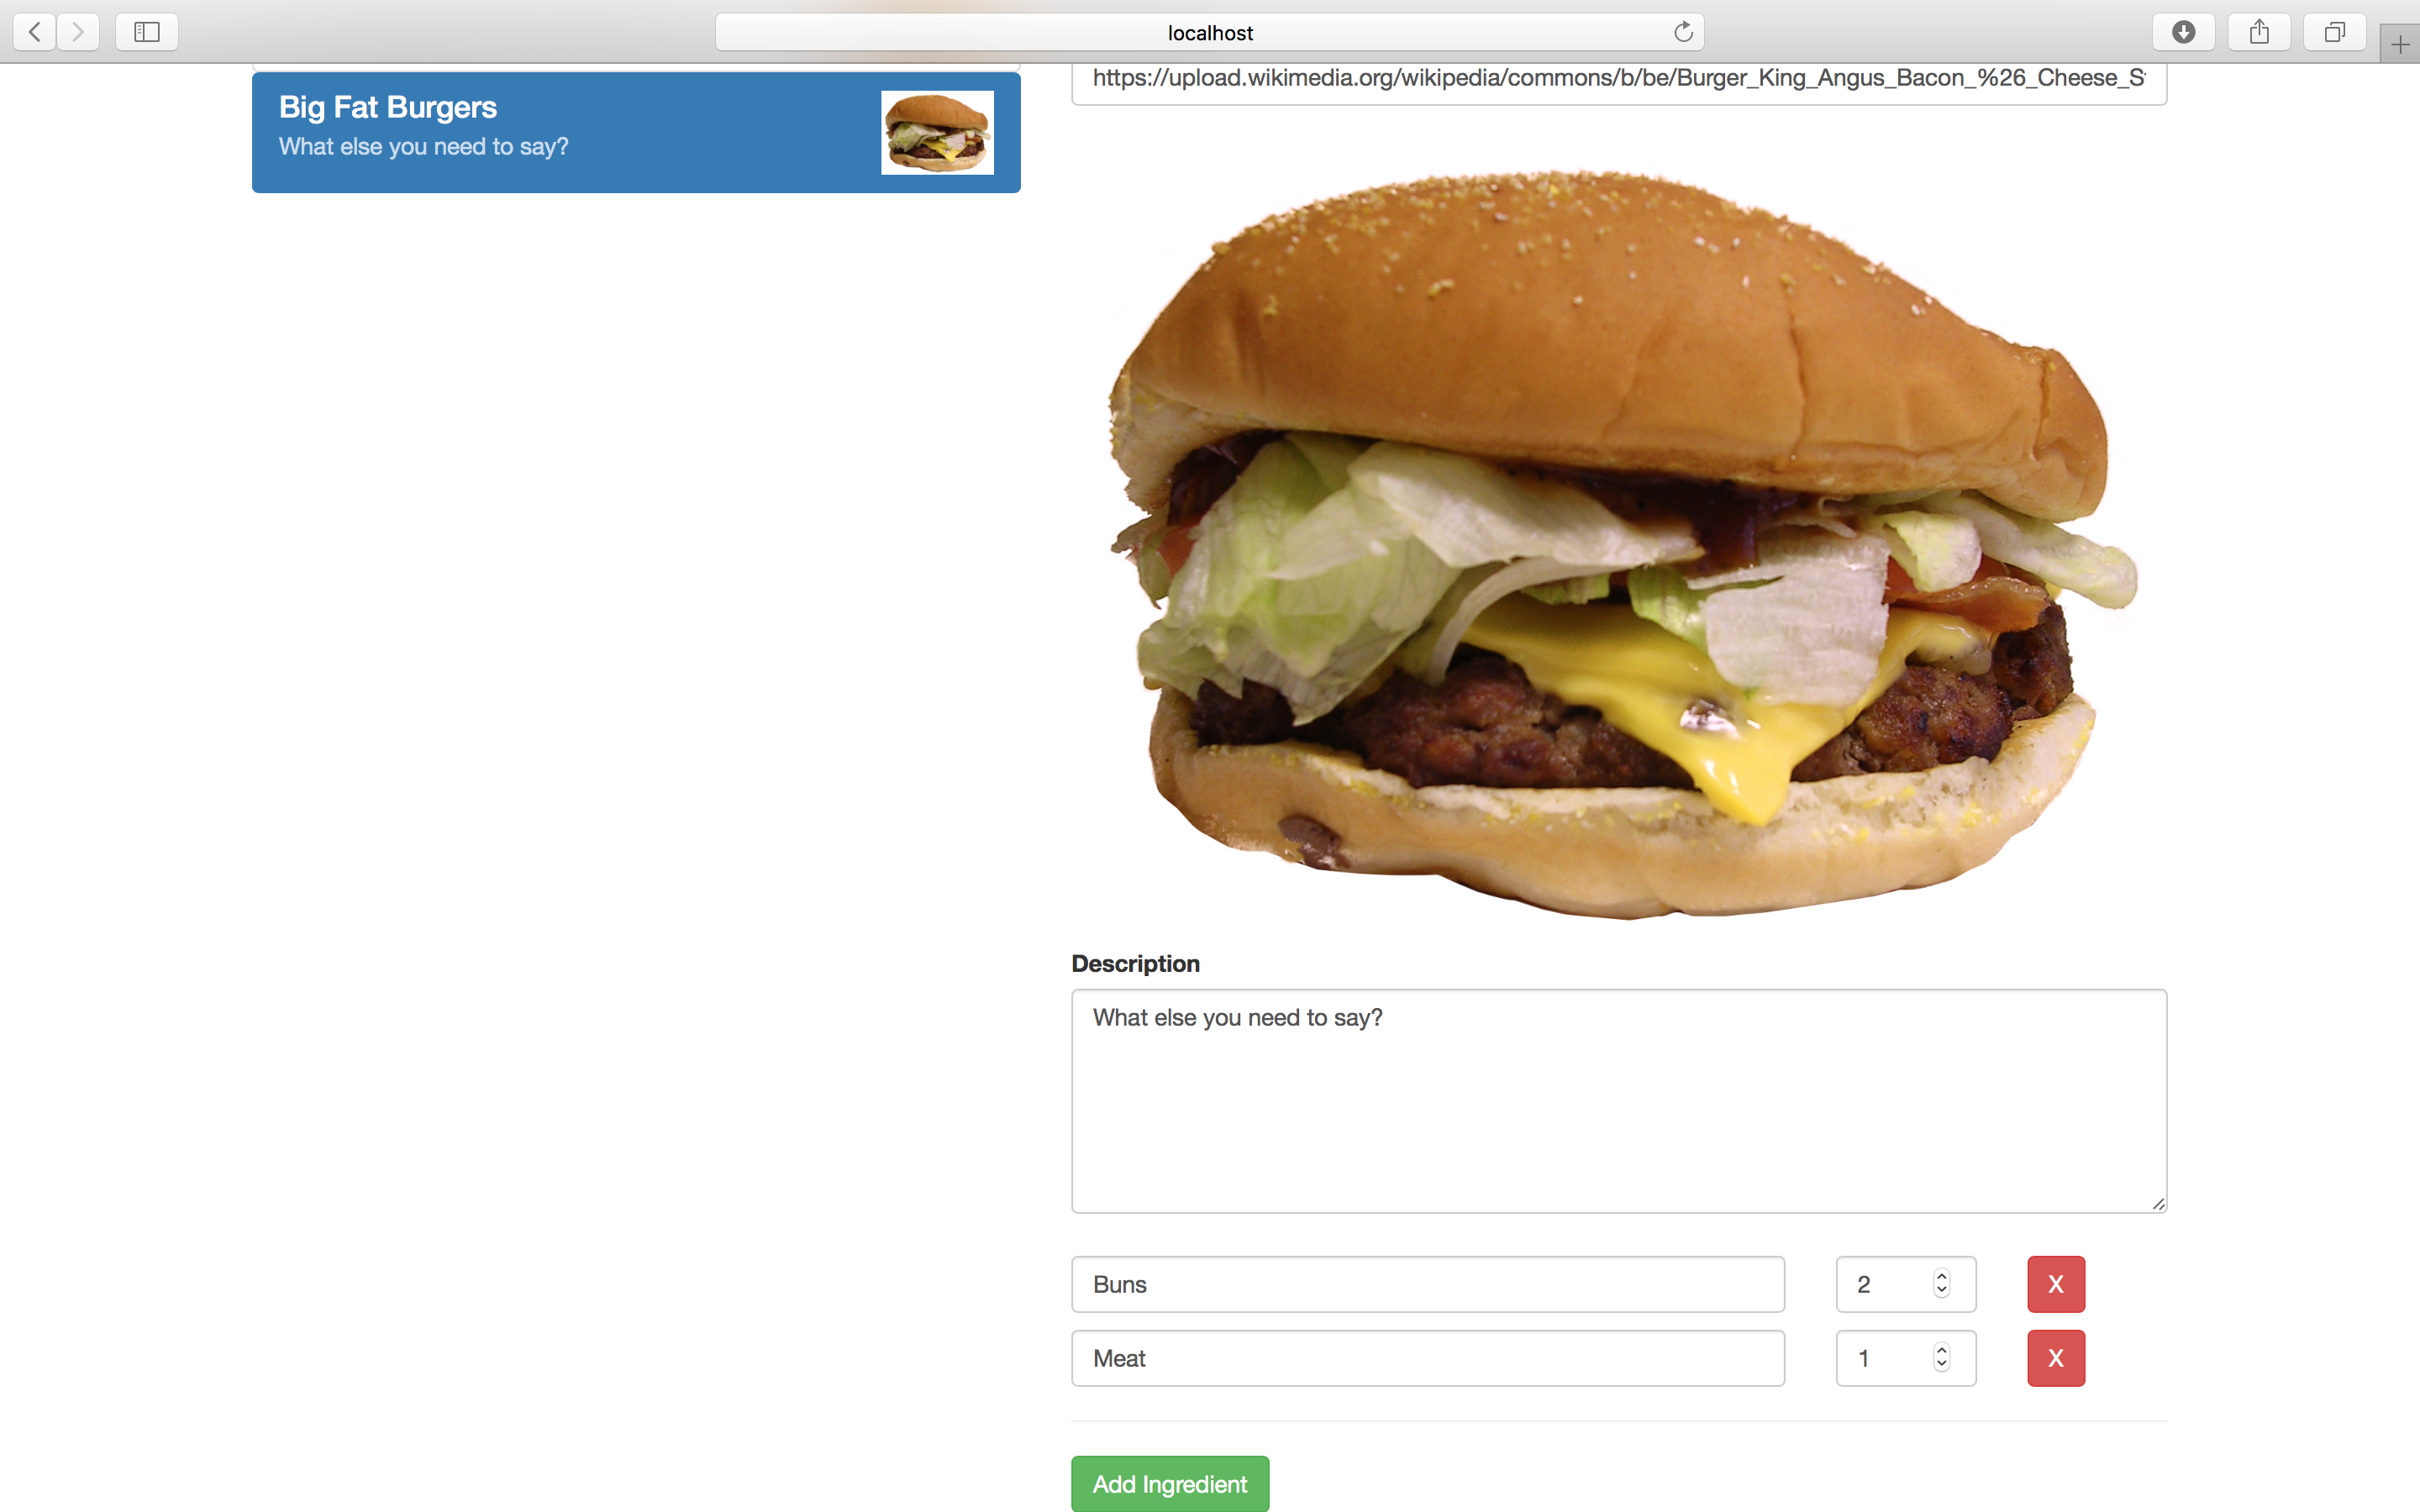 localhost
Big Fat Burgers
What else you need to say?
https://upload.wikimedia.org/wikipedia/commons/b/be/Burger_King_Angus_Bacon_%26_Cheese_S
Description
What else you need to say?
Buns 2 X
Meat 1 X
Add Ingredient